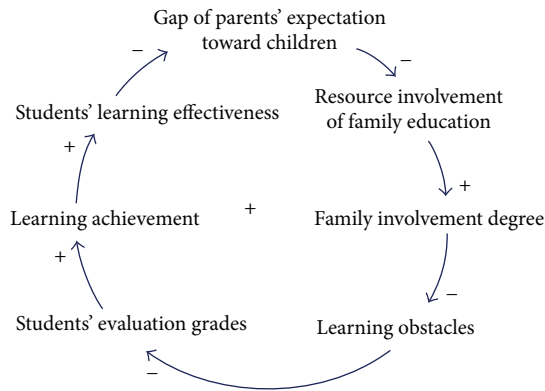 Gap of parents' expectation
toward children
−
−
Resource involvement
of family education
Students' learning effectiveness
+
+
Learning achievement
+
Family involvement degree
+
−
Students' evaluation grades
Learning obstacles
−